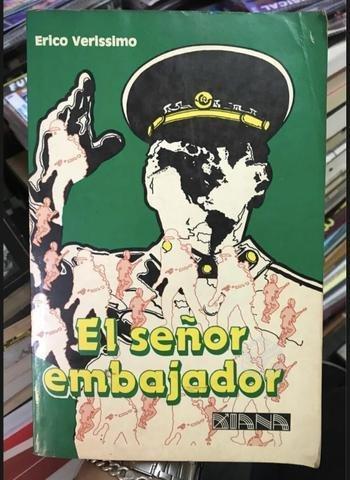 Erico Verissimo
El señor
embajador
DIANA